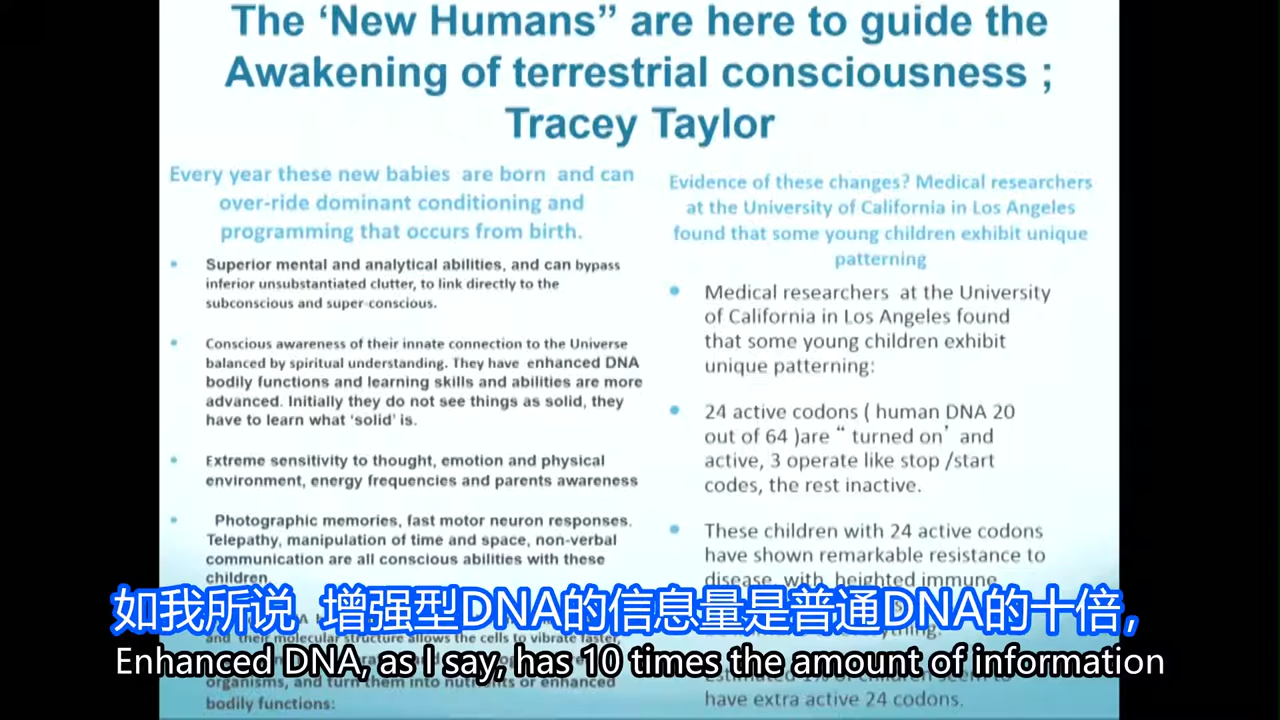 The ‘New Humans” are here to guide the
Awakening of terrestrial consciousness ;
Tracey Taylor
Every year these new babies are born and can
over-ride dominant conditioning and
programming that occurs from birth.
• Superior mental and analytical abilities, and can bypass
inferior unsubstantiated clutter, to link directly to the
subconscious and super-conscious.
• Conscious awareness of their innate connection to the Universe
balanced by spiritual understanding. They have enhanced DNA
bodily functions and learning skills and abilities are more
advanced. Initially they do not see things as solid, they
have to learn what ‘solid’ is.
• Extreme sensitivity to thought, emotion and physical
environment, energy frequencies and parents awareness
• Photographic memories, fast motor neuron responses.
Telepathy, manipulation of time and space, non-verbal
communication are all conscious abilities with these
children
and their molecular structure allows the cells to vibrate faster,
organisms, and turn them into nutrients or enhanced
bodily functions:
Evidence of these changes? Medical researchers
at the University of California in Los Angeles
found that some young children exhibit unique
patterning
• Medical researchers at the University
of California in Los Angeles found
that some young children exhibit
unique patterning:
• 24 active codons ( human DNA 20
out of 64 )are “ turned on’ and
active, 3 operate like stop /start
codes, the rest inactive.
• These children with 24 active codons
have shown remarkable resistance to
disease, with heighted immune
have extra active 24 codons.
如我所说 增强型DNA的信息量是普通DNA的十倍，
Enhanced DNA, as I say, has 10 times the amount of information